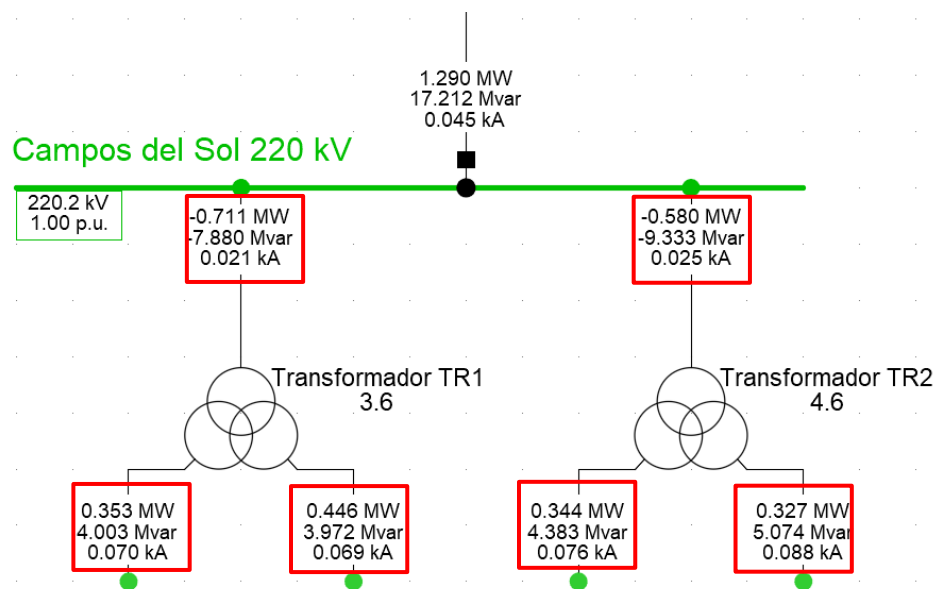 1.290 MW
17.212 Mvar
0.045 kA
Campos del Sol 220 kV
220.2 kV
1.00 p.u.
-0.711 MW
-7.880 Mvar
0.021 kA
-0.580 MW
-9.333 Mvar
0.025 kA
Transformador TR1
3.6
Transformador TR2
4.6
0.353 MW
4.003 Mvar
0.070 kA
0.446 MW
3.972 Mvar
0.069 kA
0.344 MW
4.383 Mvar
0.076 kA
0.327 MW
5.074 Mvar
0.088 kA